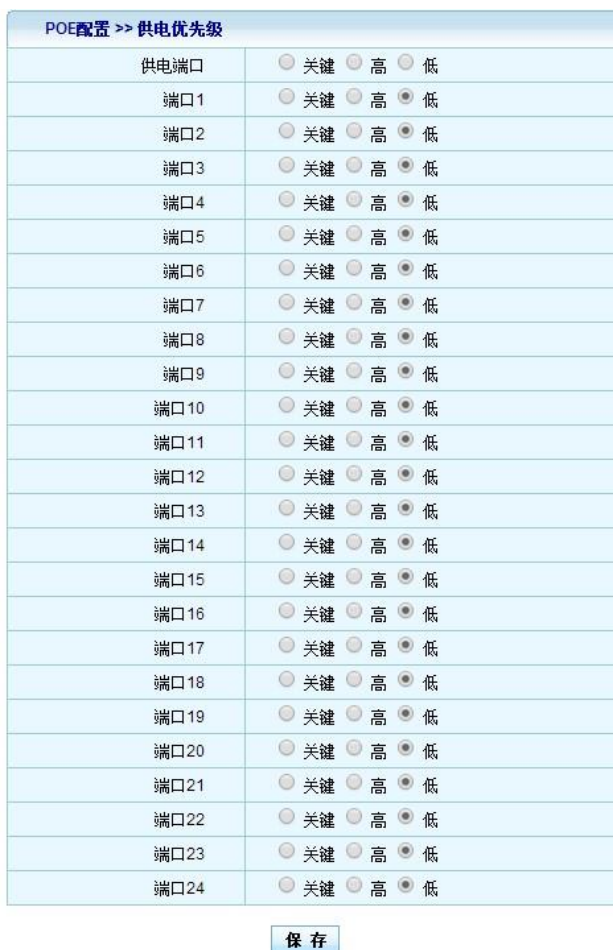 POE配置 >> 供电优先级
供电端口 关键 高 低
端口1 关键 高 低
端口2 关键 高 低
端口3 关键 高 低
端口4 关键 高 低
端口5 关键 高 低
端口6 关键 高 低
端口7 关键 高 低
端口8 关键 高 低
端口9 关键 高 低
端口10 关键 高 低
端口11 关键 高 低
端口12 关键 高 低
端口13 关键 高 低
端口14 关键 高 低
端口15 关键 高 低
端口16 关键 高 低
端口17 关键 高 低
端口18 关键 高 低
端口19 关键 高 低
端口20 关键 高 低
端口21 关键 高 低
端口22 关键 高 低
端口23 关键 高 低
端口24 关键 高 低
保 存